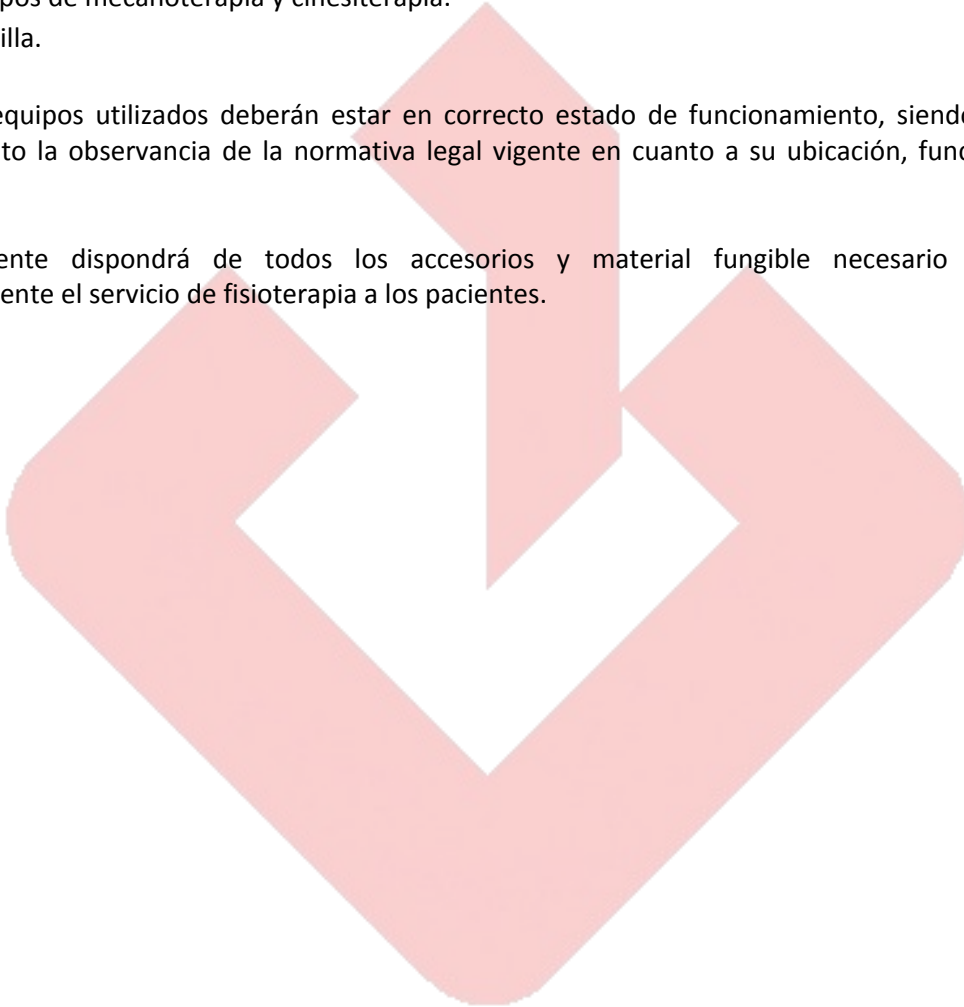 pos de mecanoterapia y cinesiterapia.
illa.
equipos utilizados deberán estar en correcto estado de funcionamiento, siendo
to la observancia de la normativa legal vigente en cuanto a su ubicación, func
ente dispondrá de todos los accesorios y material fungible necesario
ente el servicio de fisioterapia a los pacientes.